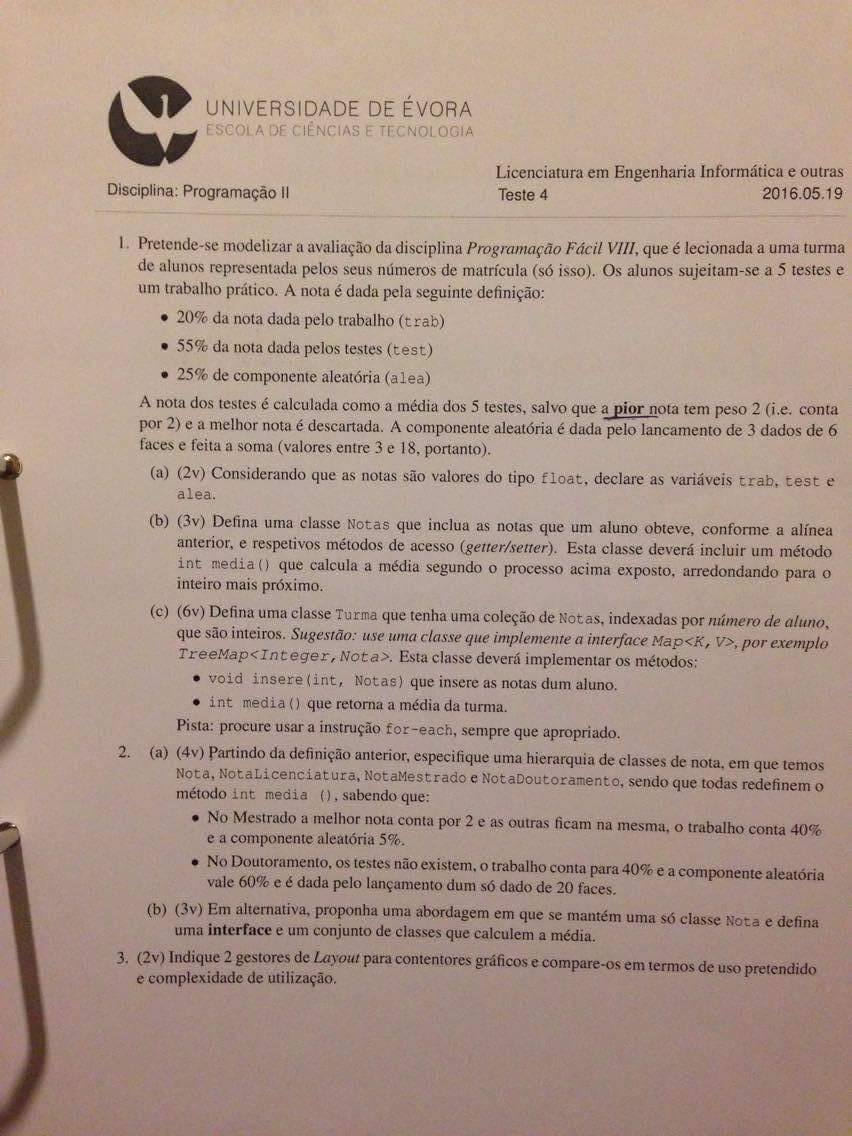 UNIVERSIDADE DE ÉVORA
ESCOLA DE CIÊNCIAS E TECNOLOGIA
Licenciatura em Engenharia Informática e outras
Disciplina: Programação II Teste 4 2016.05.19
1. Pretende-se modelizar a avaliação da disciplina Programação Fácil VIII, que é lecionada a uma turma
de alunos representada pelos seus números de matrícula (só isso). Os alunos sujeitam-se a 5 testes e
um trabalho prático. A nota é dada pela seguinte definição:
• 20% da nota dada pelo trabalho (trab)
• 55% da nota dada pelos testes (test)
• 25% de componente aleatória (alea)
A nota dos testes é calculada como a média dos 5 testes, salvo que a pior nota tem peso 2 (i.e. conta
por 2) e a melhor nota é descartada. A componente aleatória é dada pelo lancamento de 3 dados de 6
faces e feita a soma (valores entre 3 e 18, portanto).
(a) (2v) Considerando que as notas são valores do tipo float, declare as variáveis trab, test e
alea.
(b) (3v) Defina uma classe Notas que inclua as notas que um aluno obteve, conforme a alínea
anterior, e respetivos métodos de acesso (getter/setter). Esta classe deverá incluir um método
int media() que calcula a média segundo o processo acima exposto, arredondando para o
inteiro mais próximo.
(c) (6v) Defina uma classe Turma que tenha uma coleção de Notas, indexadas por número de aluno,
que são inteiros. Sugestão: use uma classe que implemente a interface Map<K, V>, por exemplo
TreeMap<Integer,Nota>. Esta classe deverá implementar os métodos:
• void insere(int, Notas) que insere as notas dum aluno.
• int media() que retorna a média da turma.
Pista: procure usar a instrução for-each, sempre que apropriado.
2. (a) (4v) Partindo da definição anterior, especifique uma hierarquia de classes de nota, em que temos
Nota, NotaLicenciatura, NotaMestrado e NotaDoutoramento, sendo que todas redefinem o
método int media (), sabendo que:
• No Mestrado a melhor nota conta por 2 e as outras ficam na mesma, o trabalho conta 40%
e a componente aleatória 5%.
• No Doutoramento, os testes não existem, o trabalho conta para 40% e a componente aleatória
vale 60% e é dada pelo lançamento dum só dado de 20 faces.
(b) (3v) Em alternativa, proponha uma abordagem em que se mantém uma só classe Nota e defina
uma interface e um conjunto de classes que calculem a média.
3. (2v) Indique 2 gestores de Layout para contentores gráficos e compare-os em termos de uso pretendido
e complexidade de utilização.